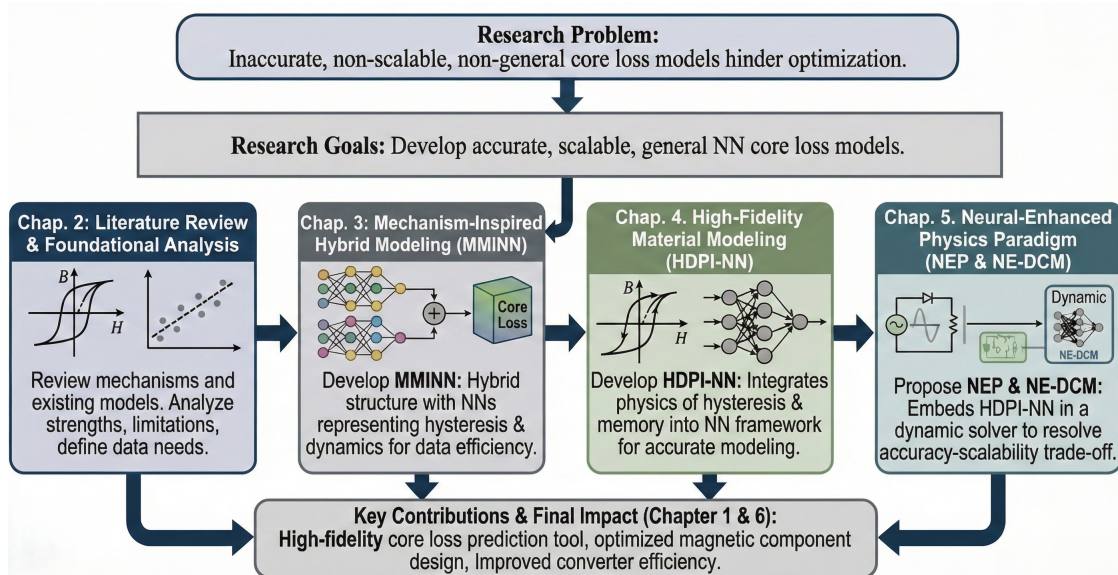 Research Problem:
Inaccurate, non-scalable, non-general core loss models hinder optimization.
Research Goals: Develop accurate, scalable, general NN core loss models.
Chap. 2: Literature Review
& Foundational Analysis
B
H
Review mechanisms and
existing models. Analyze
strengths, limitations,
define data needs.
Chap. 3: Mechanism-Inspired
Hybrid Modeling (MMINN)
+
Core
Loss
Develop MMINN: Hybrid
structure with NNs
representing hysteresis &
dynamics for data efficiency.
Chap. 4. High-Fidelity
Material Modeling
(HDPI-NN)
B
H
Develop HDPI-NN: Integrates
physics of hysteresis &
memory into NN framework
for accurate modeling.
Chap. 5. Neural-Enhanced
Physics Paradigm
(NEP & NE-DCM)
Dynamic
NE-DCM
Propose NEP & NE-DCM:
Embeds HDPI-NN in a
dynamic solver to resolve
accuracy-scalability trade-off.
Key Contributions & Final Impact (Chapter 1 & 6):
High-fidelity core loss prediction tool, optimized magnetic component
design, Improved converter efficiency.